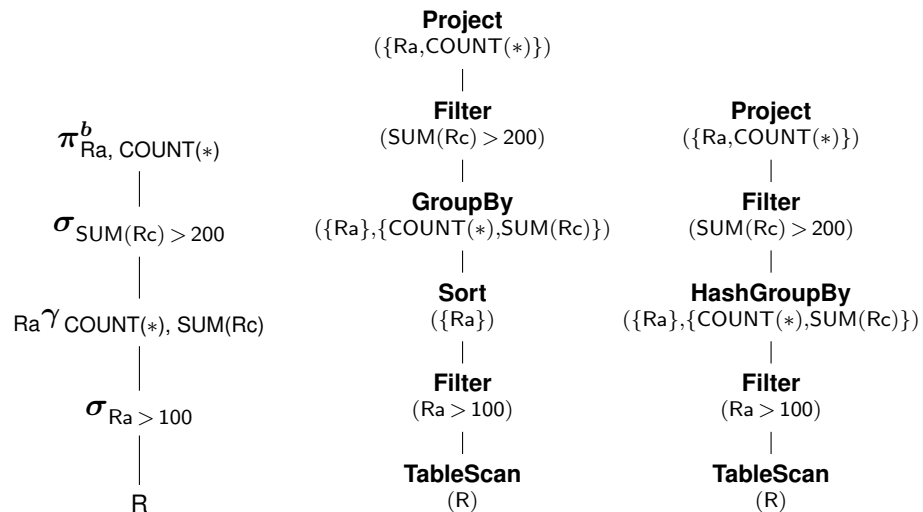 π^b Ra, COUNT(∗)
σ SUM(Rc) > 200
Ra γ COUNT(∗), SUM(Rc)
σ Ra > 100
R
Project
({Ra,COUNT(∗)})
Filter
(SUM(Rc) > 200)
GroupBy
({Ra},{COUNT(∗),SUM(Rc)})
Sort
({Ra})
Filter
(Ra > 100)
TableScan
(R)
Project
({Ra,COUNT(∗)})
Filter
(SUM(Rc) > 200)
HashGroupBy
({Ra},{COUNT(∗),SUM(Rc)})
Filter
(Ra > 100)
TableScan
(R)